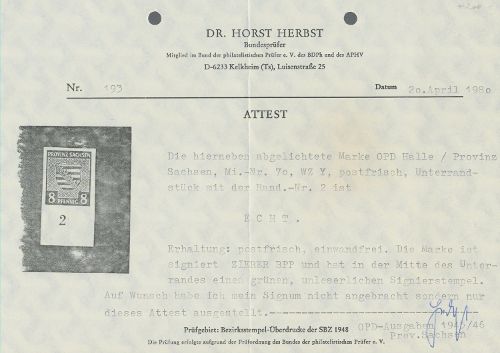 DR. HORST HERBST
Bundesprüfer
Mitglied im Bund der philatelistischen Prüfer e. V. des BDPh und des APHV
D-6233 Kelkheim (Ts), Luisenstraße 25
Nr. 193 Datum 20.April 1980
ATTEST
Die hierneben abgelichtete Marke OPD Halle / Provinz
Sachsen, Mi.-Nr. 70, WZ Y, postfrisch, Unterrand-
stück mit der Rand.-Nr. 2 ist
E C H T .
PROVINZ SACHSEN
8 PFENNIG 8
2
Erhaltung: postfrisch, einwandfrei. Die Marke ist
signiert ZIERER BPP und hat in der Mitte des Unter-
randes einen grünen, unleserlichen Signierstempel.
Auf Wunsch habe ich mein Signum nicht angebracht sondern nur
dieses Attest ausgestellt.
OPD-Ausgaben 1945/46
Prüfgebiet: Bezirksstempel-Überdrucke der SBZ 1948
Prov.Sachsen
Die Prüfung erfolgte aufgrund der Prüfordnung des Bundes der philatelistischen Prüfer e. V.